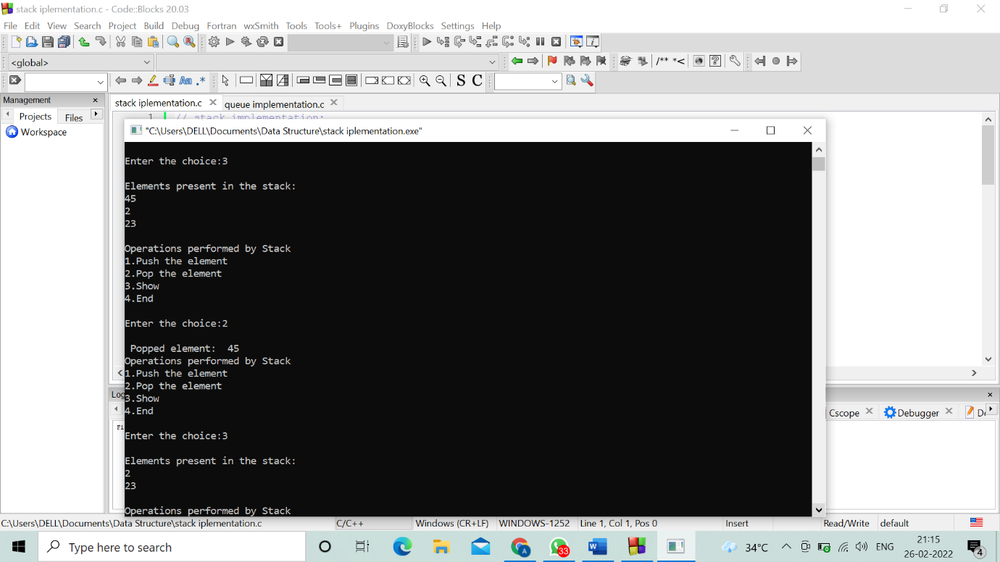 stack iplementation.c - Code::Blocks 20.03
File Edit View Search Project Build Debug Fortran wxSmith Tools Tools+ Plugins DoxyBlocks Settings Help
<global>
/** *<
Aa .* S C
Management
stack iplementation.c queue implementation.c
Projects Files
1 // stack implementation:
Workspace
"C:\Users\DELL\Documents\Data Structure\stack iplementation.exe"
Enter the choice:3
Elements present in the stack:
45
2
23
Operations performed by Stack
1.Push the element
2.Pop the element
3.Show
4.End
Enter the choice:2
Popped element:  45
Operations performed by Stack
1.Push the element
2.Pop the element
3.Show
4.End
Enter the choice:3
Elements present in the stack:
2
23
Operations performed by Stack
Cscope Debugger
C:\Users\DELL\Documents\Data Structure\stack iplementation.c C/C++ Windows (CR+LF) WINDOWS-1252 Line 1, Col 1, Pos 0 Insert Read/Write default
Type here to search
33
34°C ENG 21:15
26-02-2022
4